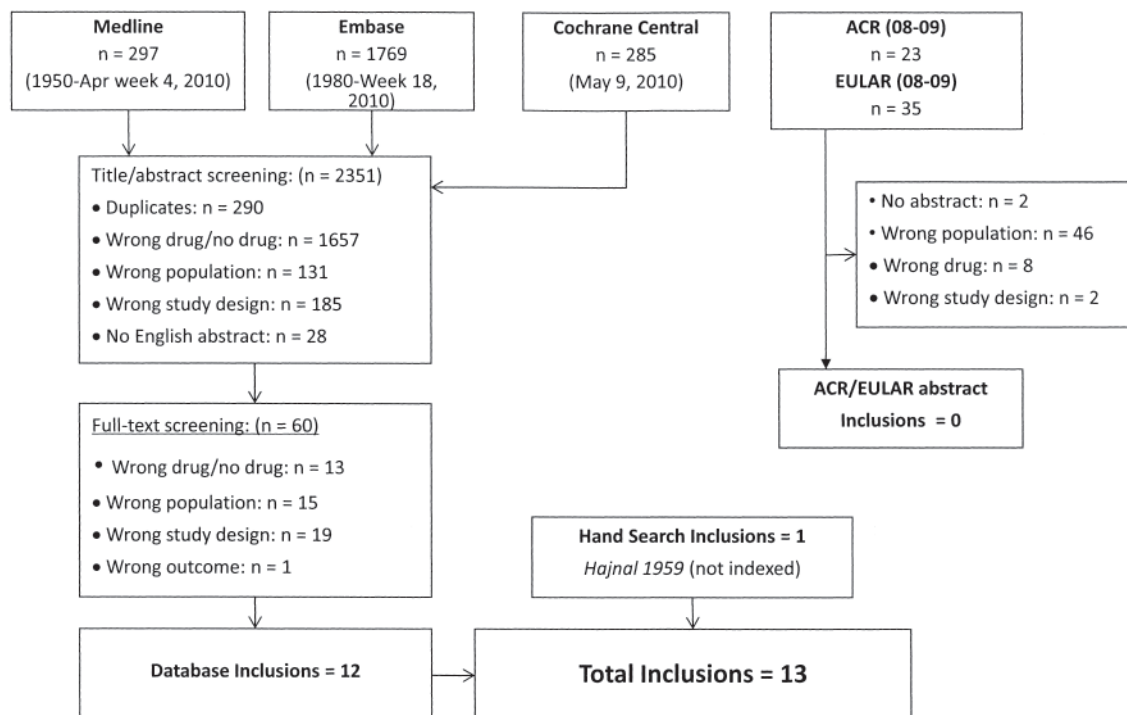 Medline
n = 297
(1950-Apr week 4, 2010)
Embase
n = 1769
(1980-Week 18,
2010)
Cochrane Central
n = 285
(May 9, 2010)
ACR (08-09)
n = 23
EULAR (08-09)
n = 35
Title/abstract screening: (n = 2351)
● Duplicates: n = 290
● Wrong drug/no drug: n = 1657
● Wrong population: n = 131
● Wrong study design: n = 185
● No English abstract: n = 28
• No abstract: n = 2
• Wrong population: n = 46
● Wrong drug: n = 8
● Wrong study design: n = 2
ACR/EULAR abstract
Inclusions = 0
Full-text screening: (n = 60)
• Wrong drug/no drug: n = 13
● Wrong population: n = 15
● Wrong study design: n = 19
● Wrong outcome: n = 1
Hand Search Inclusions = 1
Hajnal 1959 (not indexed)
Database Inclusions = 12
Total Inclusions = 13